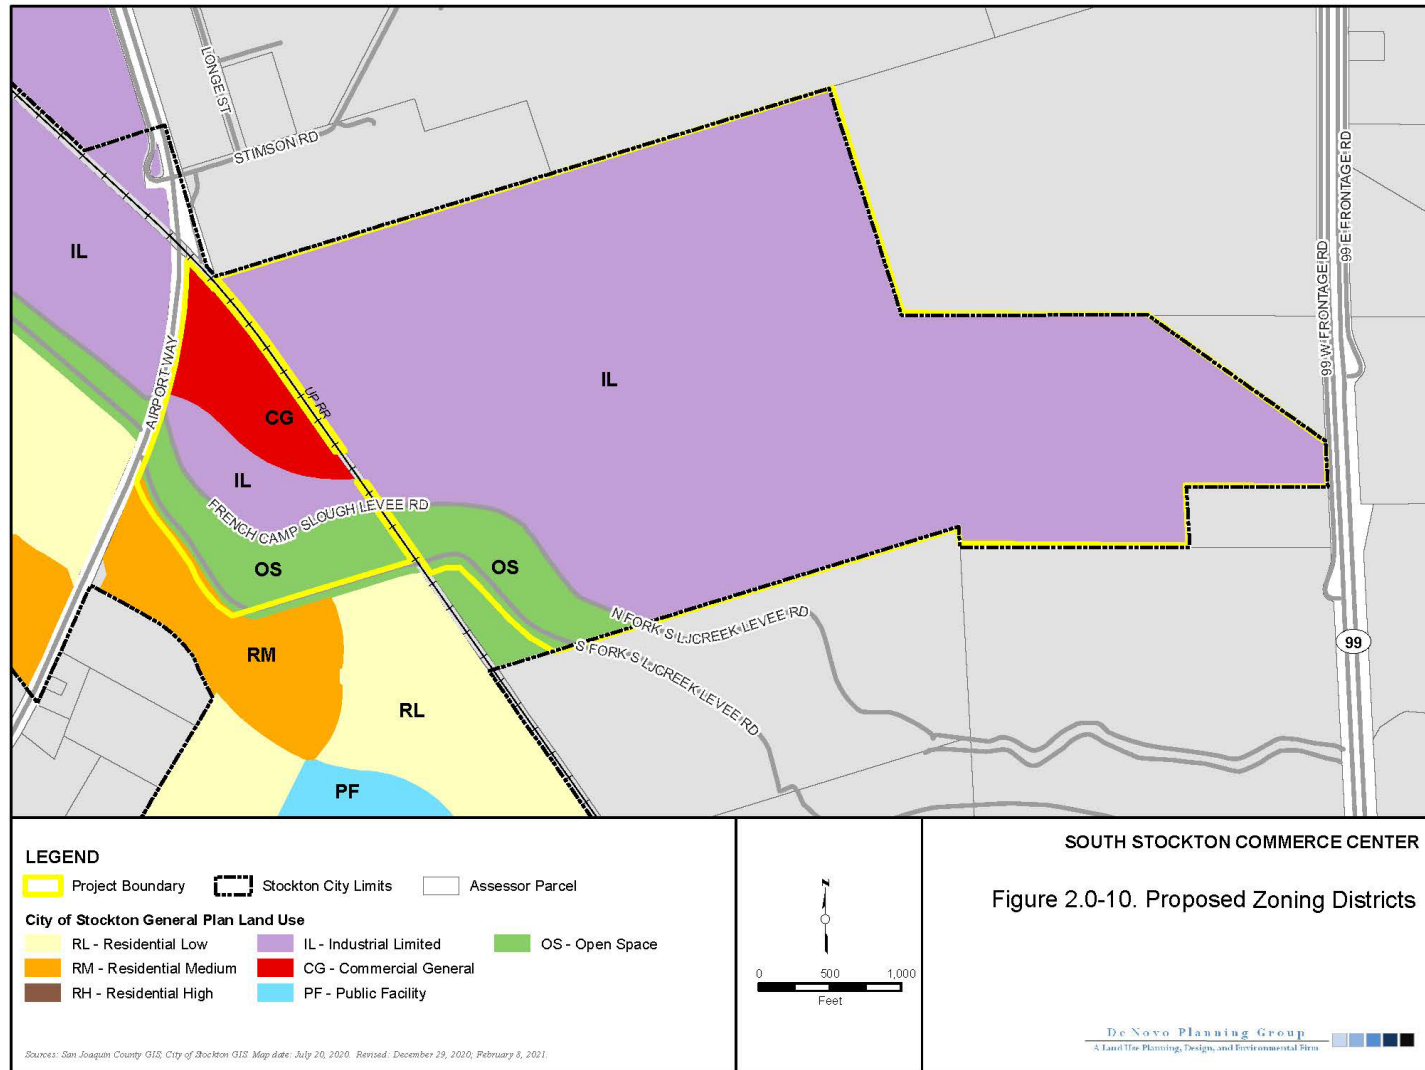 LONGE ST
STIMSON RD
99 E FRONTAGE RD
99 W FRONTAGE RD
IL
AIRPORT WAY
UP RR
IL
CG
IL
FRENCH CAMP SLOUGH LEVEE RD
OS
OS
N FORK S LJCREEK LEVEE RD
S FORK S LJCREEK LEVEE RD
99
RM
RL
PF
LEGEND
Project Boundary
Stockton City Limits
Assessor Parcel
City of Stockton General Plan Land Use
RL - Residential Low
IL - Industrial Limited
OS - Open Space
RM - Residential Medium
CG - Commercial General
RH - Residential High
PF - Public Facility
Sources: San Joaquin County GIS; City of Stockton GIS. Map date: July 20, 2020. Revised: December 29, 2020; February 8, 2021.
N
0 500 1,000
Feet
SOUTH STOCKTON COMMERCE CENTER
Figure 2.0-10. Proposed Zoning Districts
De Novo Planning Group
A Land Use Planning, Design, and Environmental Firm